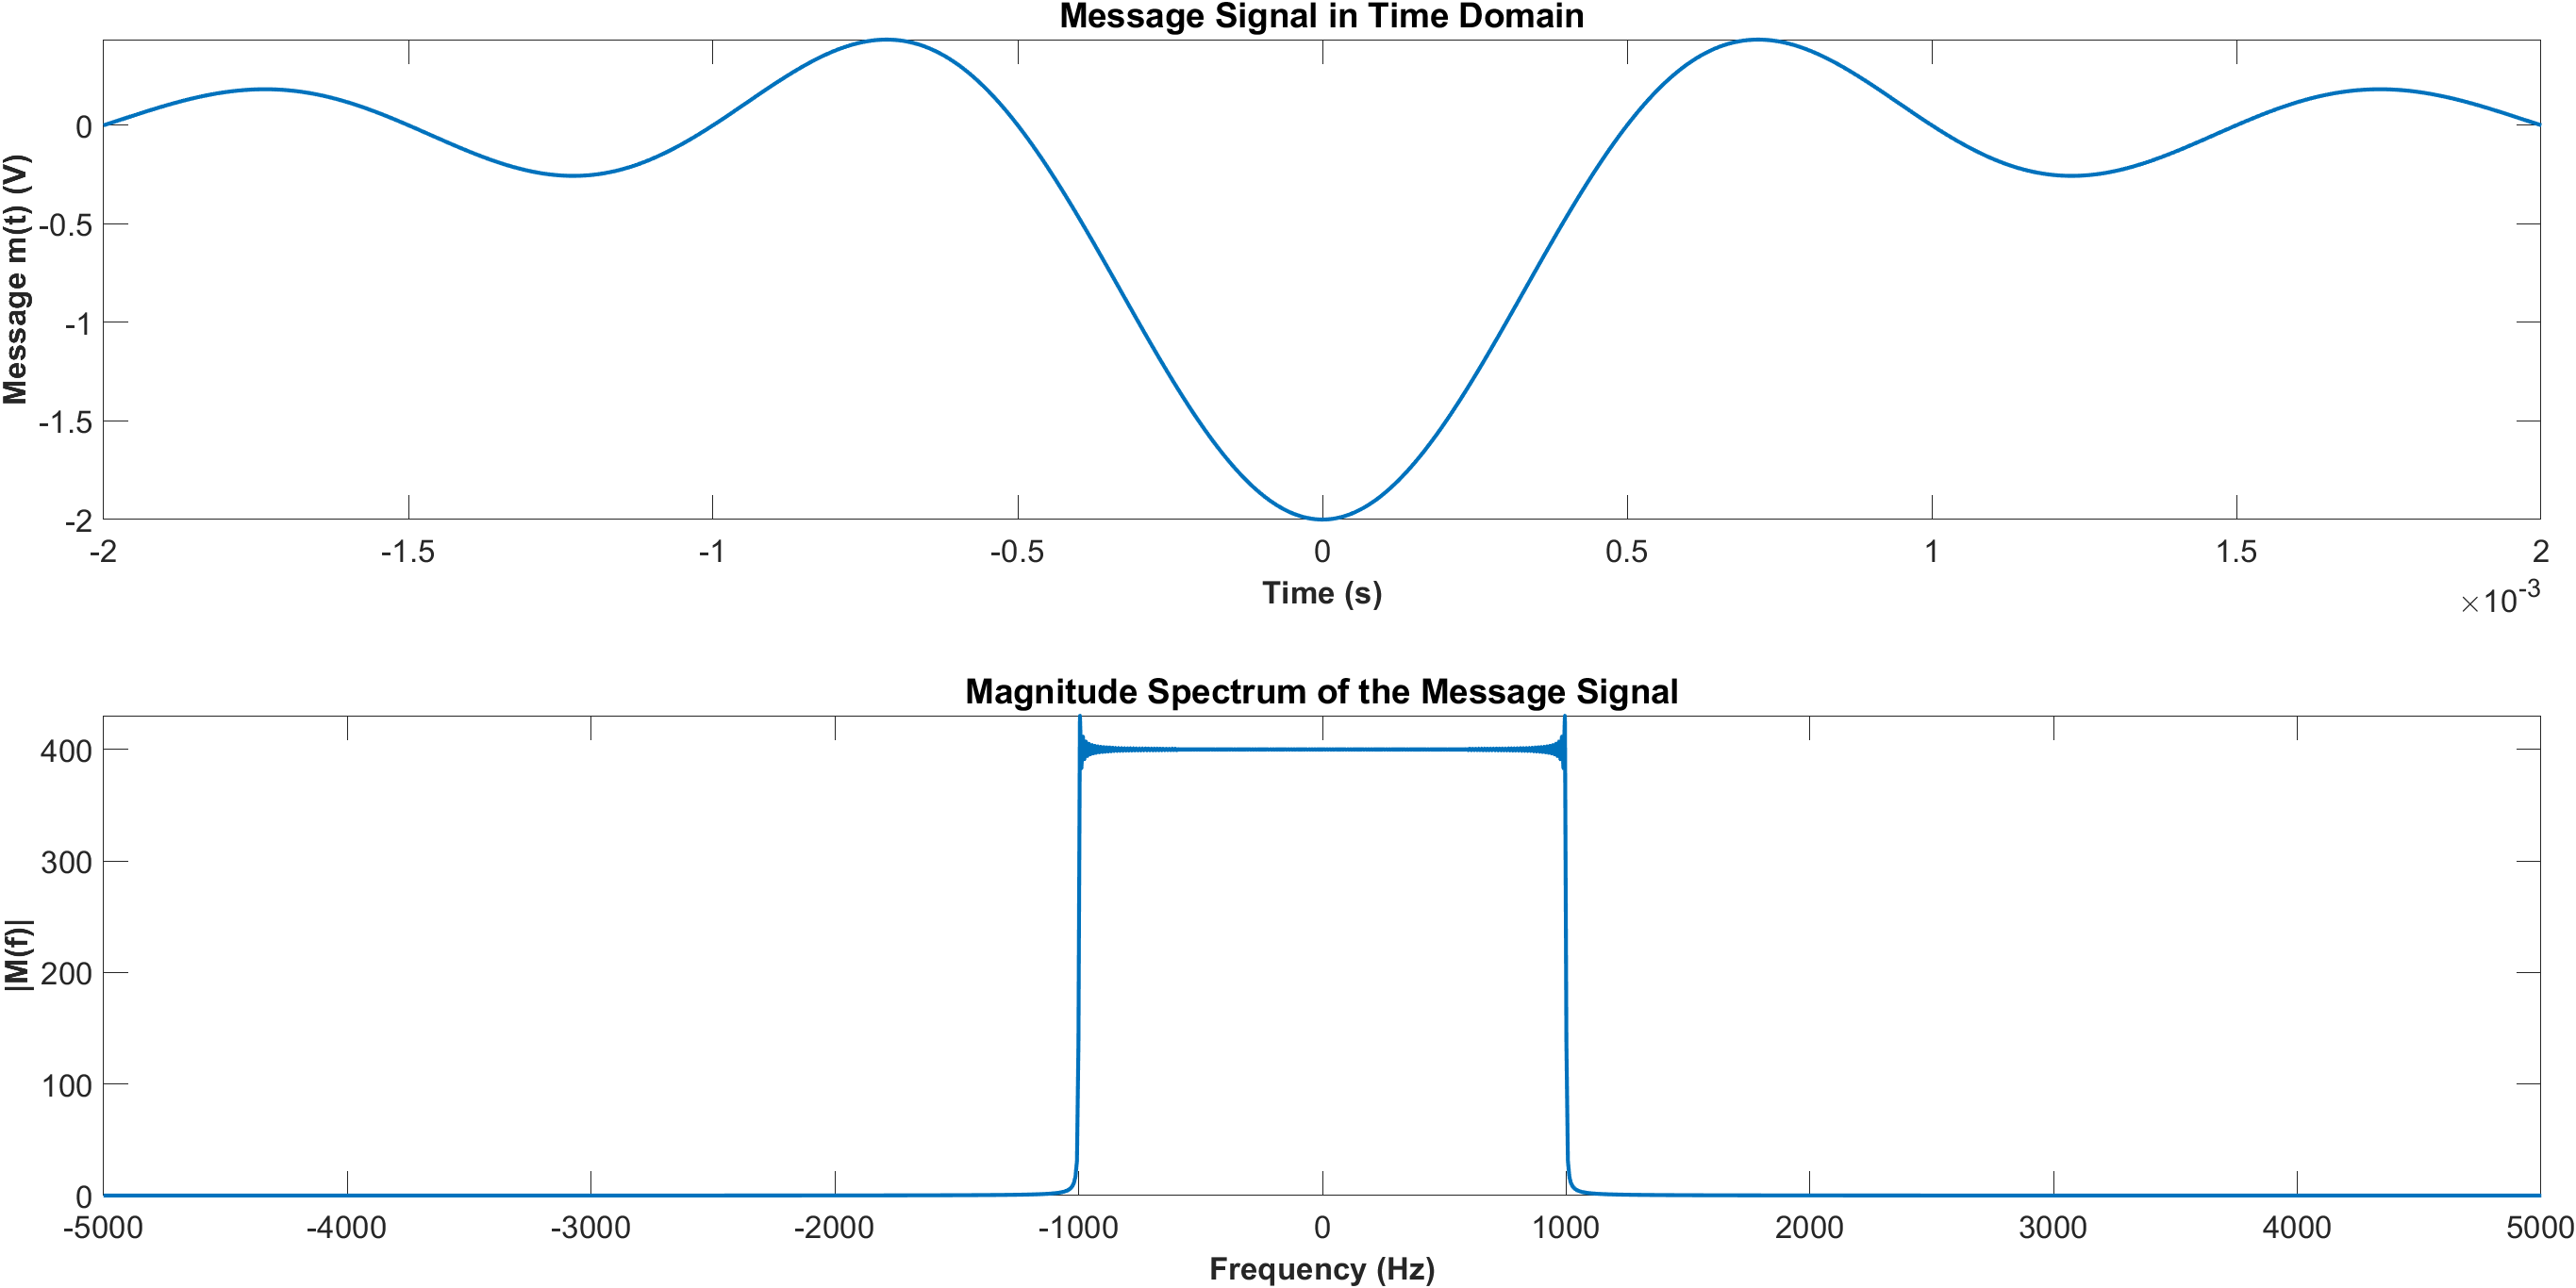 Message Signal in Time Domain
Message m(t) (V)
0
-0.5
-1
-1.5
-2
-2 -1.5 -1 -0.5 0 0.5 1 1.5 2
Time (s)
×10-3
Magnitude Spectrum of the Message Signal
|M(f)|
400
300
200
100
0
-5000 -4000 -3000 -2000 -1000 0 1000 2000 3000 4000 5000
Frequency (Hz)